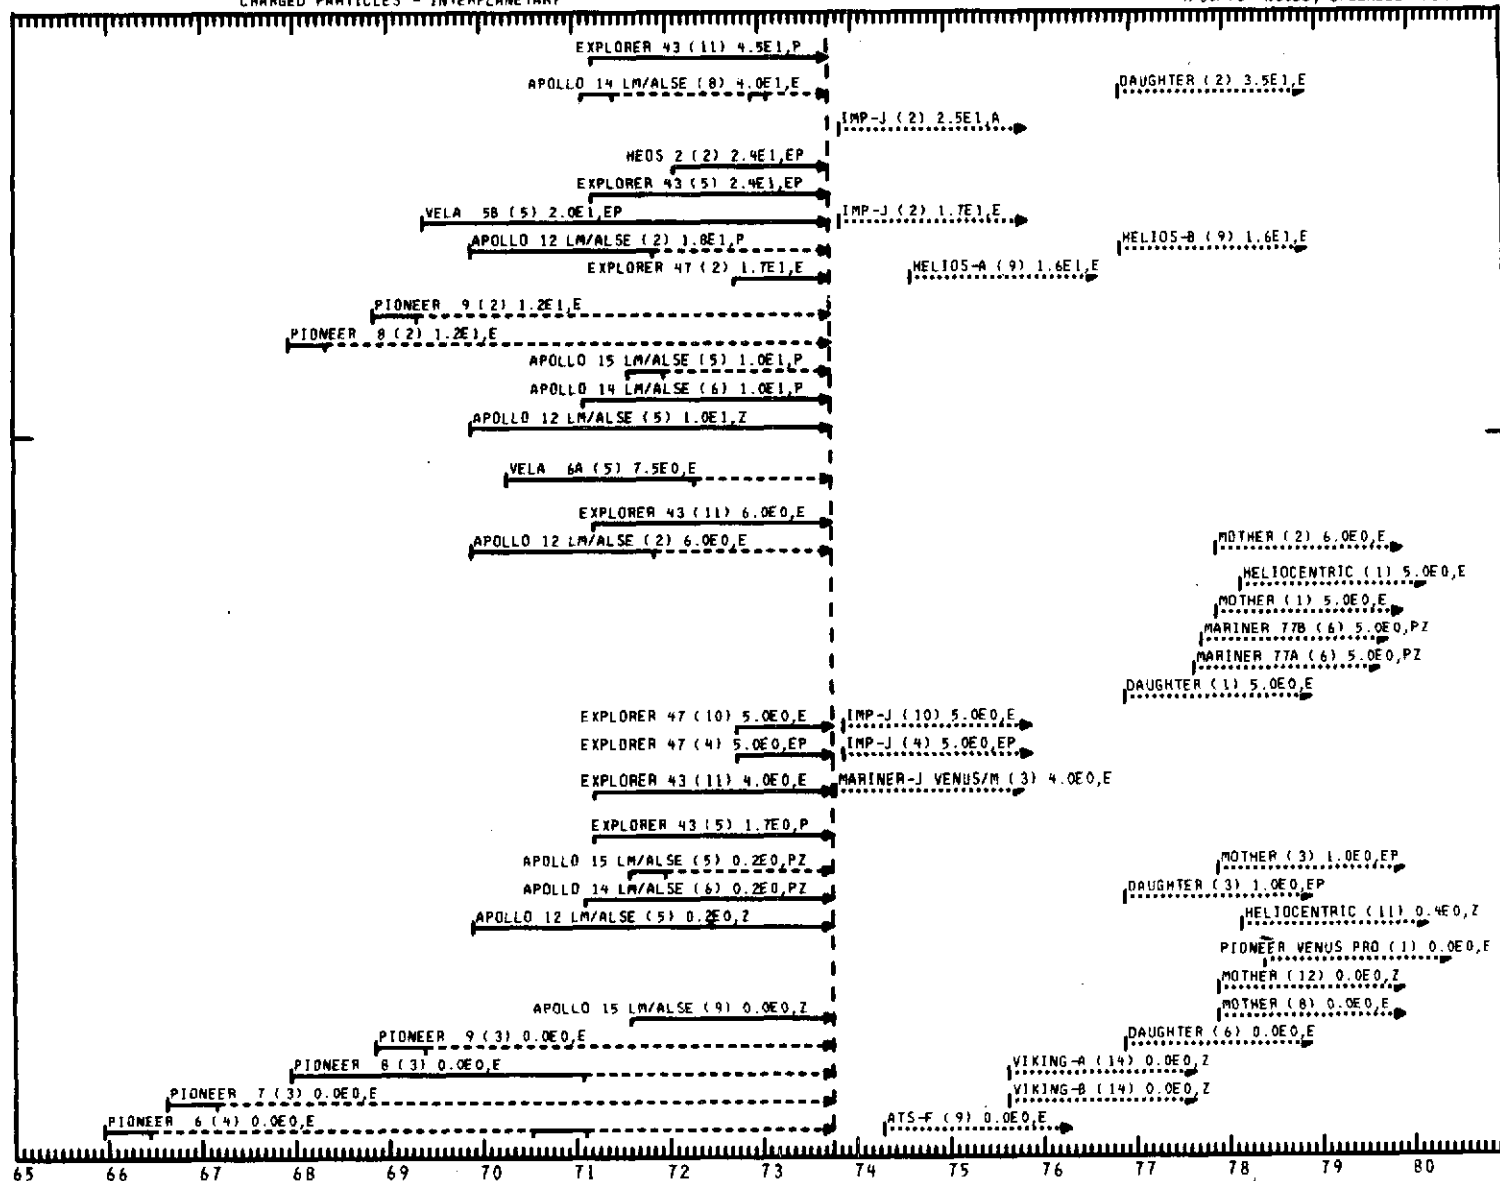 CHARGED PARTICLES - INTERPLANETARY
EXPLORER 43 (11) 4.5E1,P
APOLLO 14 LM/ALSE (8) 4.0E1,E
DAUGHTER (2) 3.5E1,E
IMP-J (2) 2.5E1,A
HEOS 2 (2) 2.4E1,EP
EXPLORER 43 (5) 2.4E1,EP
VELA 5B (5) 2.0E1,EP
IMP-J (2) 1.7E1,E
APOLLO 12 LM/ALSE (2) 1.8E1,P
HELIOS-B (9) 1.6E1,E
EXPLORER 47 (2) 1.7E1,E
HELIOS-A (9) 1.6E1,E
PIONEER 9 (2) 1.2E1,E
PIONEER 8 (2) 1.2E1,E
APOLLO 15 LM/ALSE (5) 1.0E1,P
APOLLO 14 LM/ALSE (6) 1.0E1,P
APOLLO 12 LM/ALSE (5) 1.0E1,Z
VELA 6A (5) 7.5E0,E
EXPLORER 43 (11) 6.0E0,E
APOLLO 12 LM/ALSE (2) 6.0E0,E
MOTHER (2) 6.0E0,E
HELIOCENTRIC (1) 5.0E0,E
MOTHER (1) 5.0E0,E
MARINER 77B (6) 5.0E0,PZ
MARINER 77A (6) 5.0E0,PZ
DAUGHTER (1) 5.0E0,E
EXPLORER 47 (10) 5.0E0,E
IMP-J (10) 5.0E0,E
EXPLORER 47 (4) 5.0E0,EP
IMP-J (4) 5.0E0,EP
EXPLORER 43 (11) 4.0E0,E
MARINER-J VENUS/M (3) 4.0E0,E
EXPLORER 43 (5) 1.7E0,P
APOLLO 15 LM/ALSE (5) 0.2E0,PZ
MOTHER (3) 1.0E0,EP
APOLLO 14 LM/ALSE (6) 0.2E0,PZ
DAUGHTER (3) 1.0E0,EP
APOLLO 12 LM/ALSE (5) 0.2E0,Z
HELIOCENTRIC (11) 0.4E0,Z
PIONEER VENUS PRO (1) 0.0E0,E
MOTHER (12) 0.0E0,Z
APOLLO 15 LM/ALSE (9) 0.0E0,Z
MOTHER (8) 0.0E0,E
PIONEER 9 (3) 0.0E0,E
DAUGHTER (6) 0.0E0,E
PIONEER 8 (3) 0.0E0,E
VIKING-A (14) 0.0E0,Z
PIONEER 7 (3) 0.0E0,E
VIKING-B (14) 0.0E0,Z
PIONEER 6 (4) 0.0E0,E
ATS-F (9) 0.0E0,E
65 66 67 68 69 70 71 72 73 74 75 76 77 78 79 80